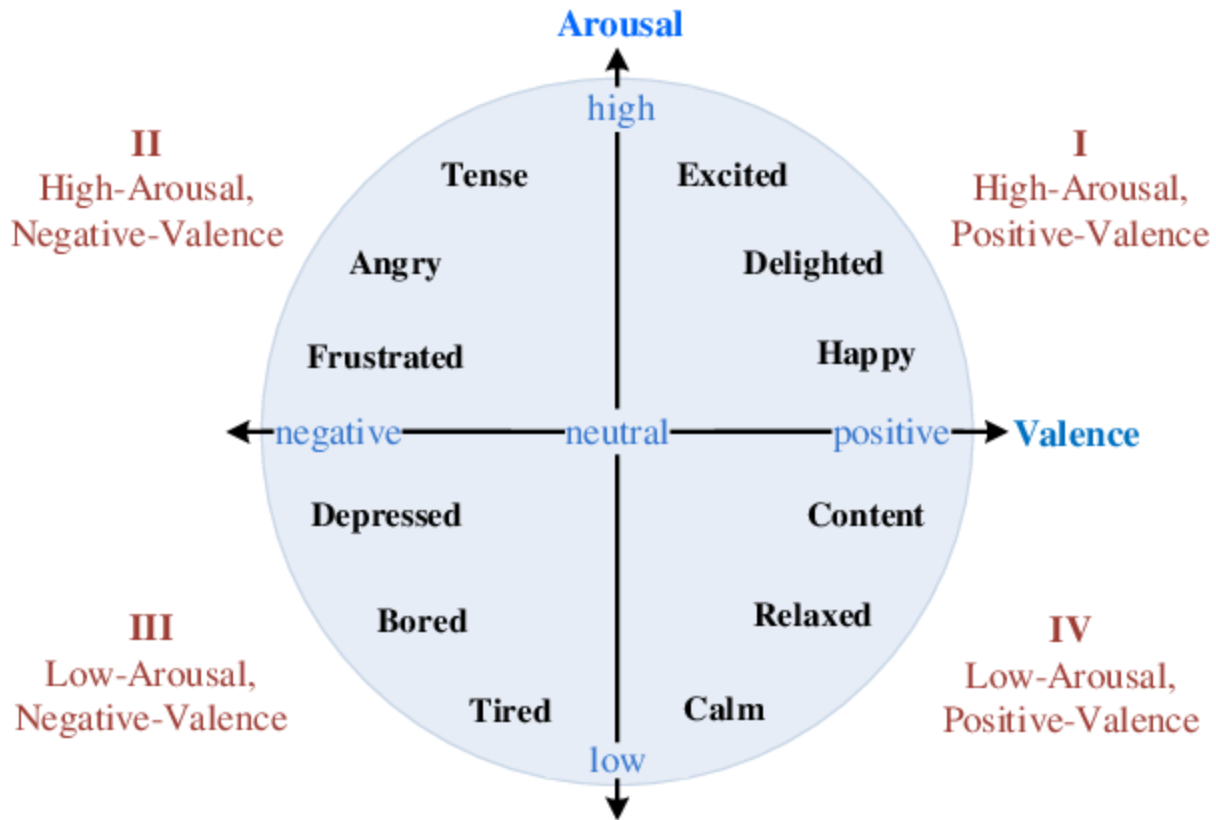 Arousal
high
II
High-Arousal,
Negative-Valence
I
High-Arousal,
Positive-Valence
Tense
Excited
Angry
Delighted
Frustrated
Happy
negative
neutral
positive
Valence
Depressed
Content
Bored
Relaxed
III
Low-Arousal,
Negative-Valence
IV
Low-Arousal,
Positive-Valence
Tired
Calm
low